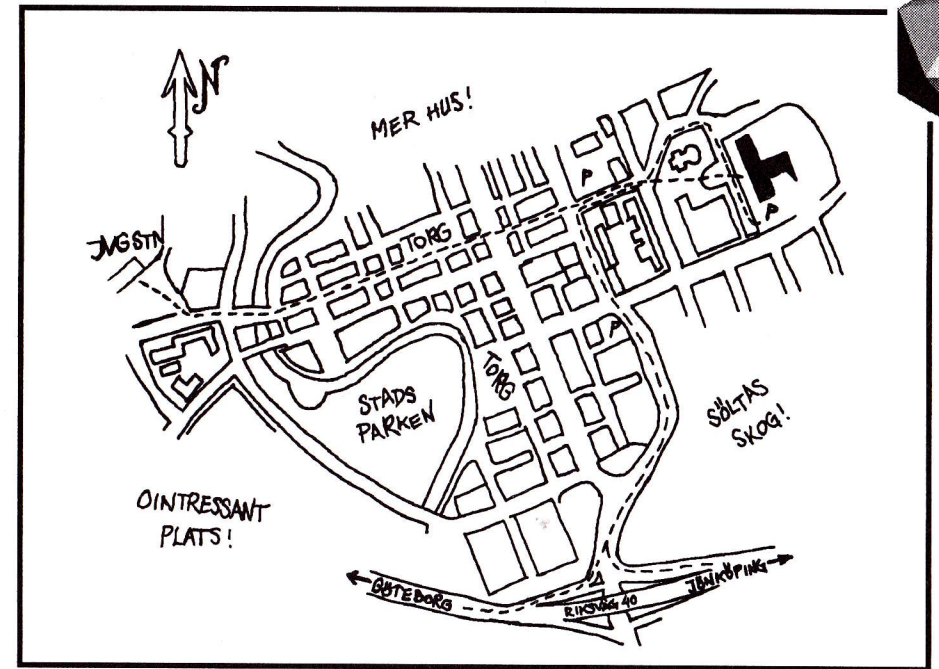 N
MER HUS!
P
JVGSTN
TORG
P
P
TORG
STADS
PARKEN
SÖLTAS
SKOG!
OINTRESSANT
PLATS!
GÖTEBORG
RIKSVÄG 40
JÖNKÖPING